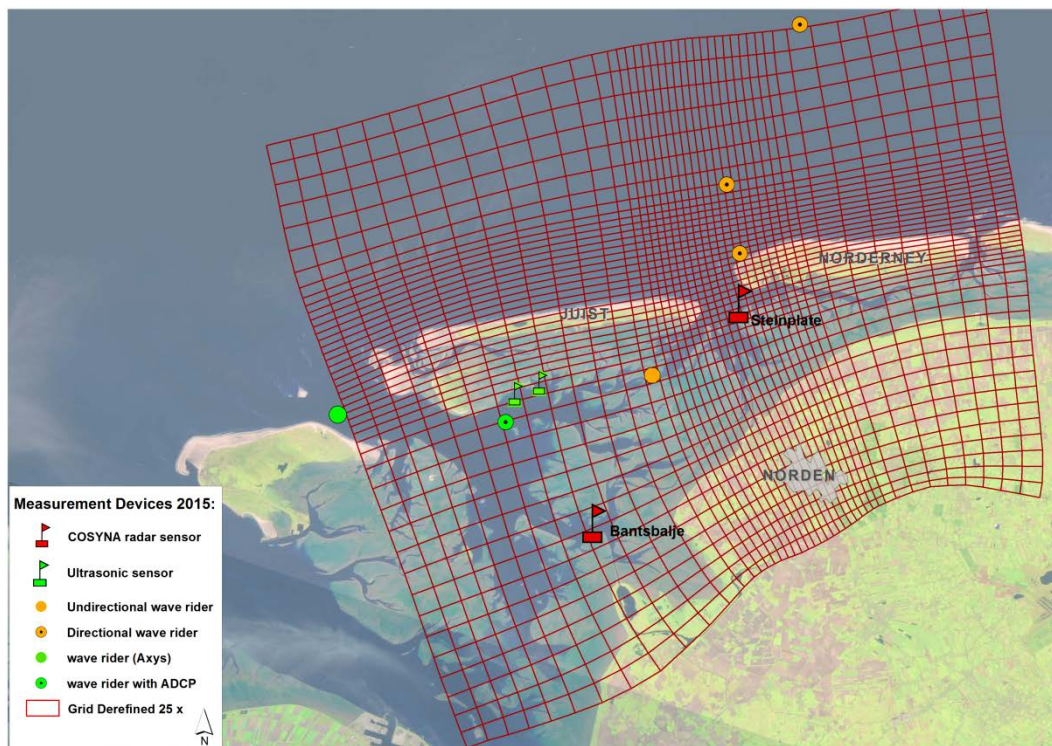 NORDERNEY
JUIST
Steinplate
NORDEN
Bantsbalje
Measurement Devices 2015:
COSYNA radar sensor
Ultrasonic sensor
Undirectional wave rider
Directional wave rider
wave rider (Axys)
wave rider with ADCP
Grid Derefined 25 x
N